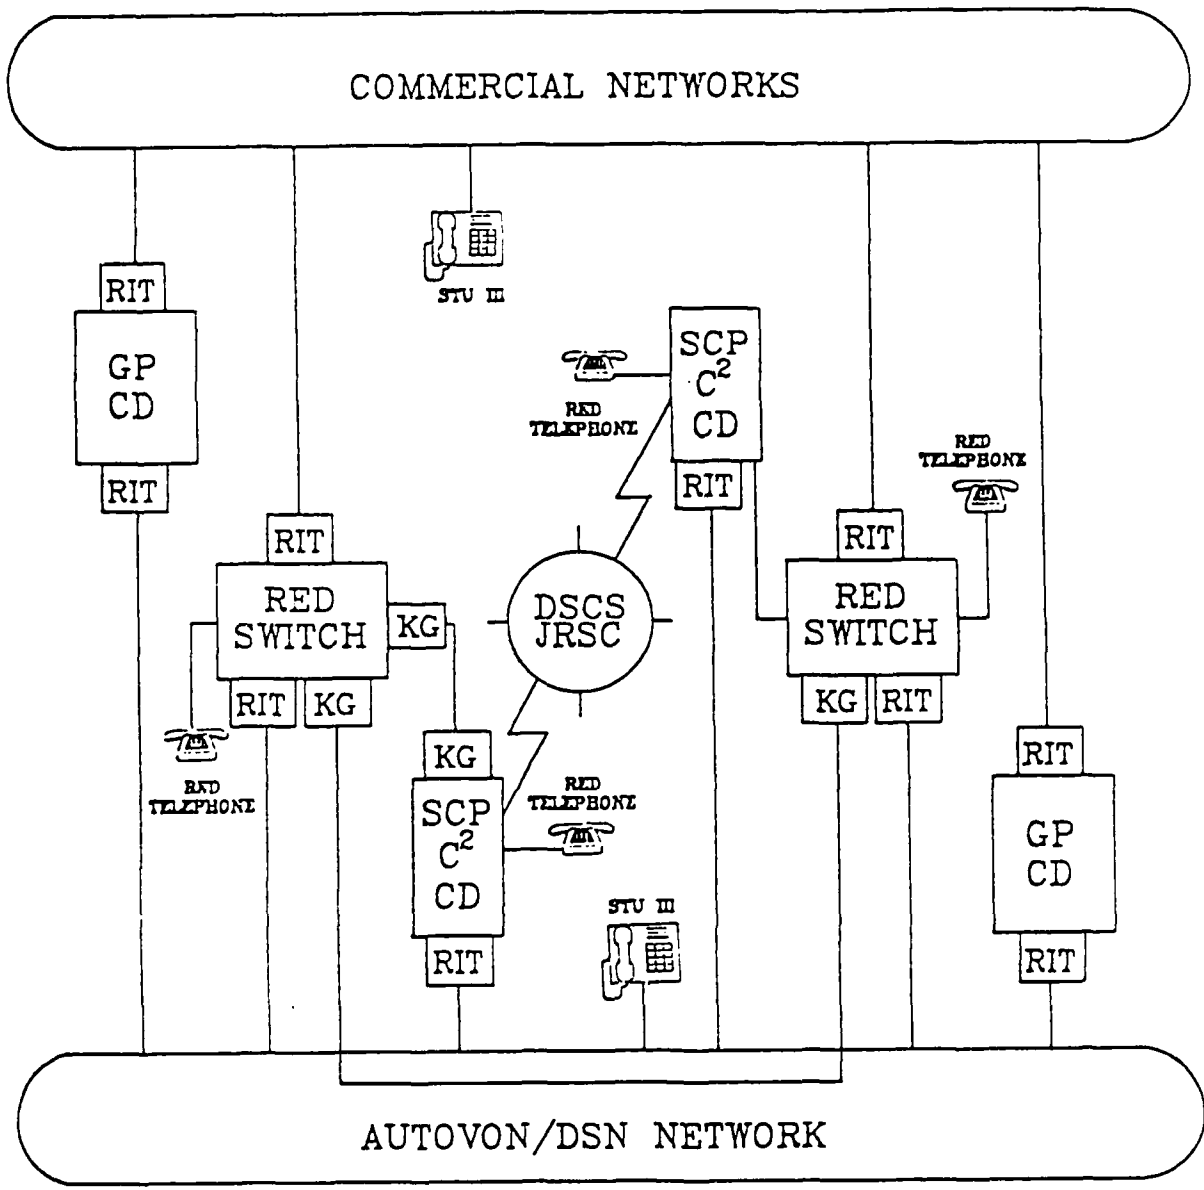 COMMERCIAL NETWORKS
STU III
RIT
GP
CD
RIT
SCP
C²
CD
RIT
RED
TELEPHONE
RED
TELEPHONE
RIT
RED
SWITCH
KG
RIT
KG
RED
TELEPHONE
DSCS
JRSC
RIT
RED
SWITCH
KG
RIT
KG
SCP
C²
CD
RIT
RED
TELEPHONE
STU III
RIT
GP
CD
RIT
AUTOVON/DSN NETWORK